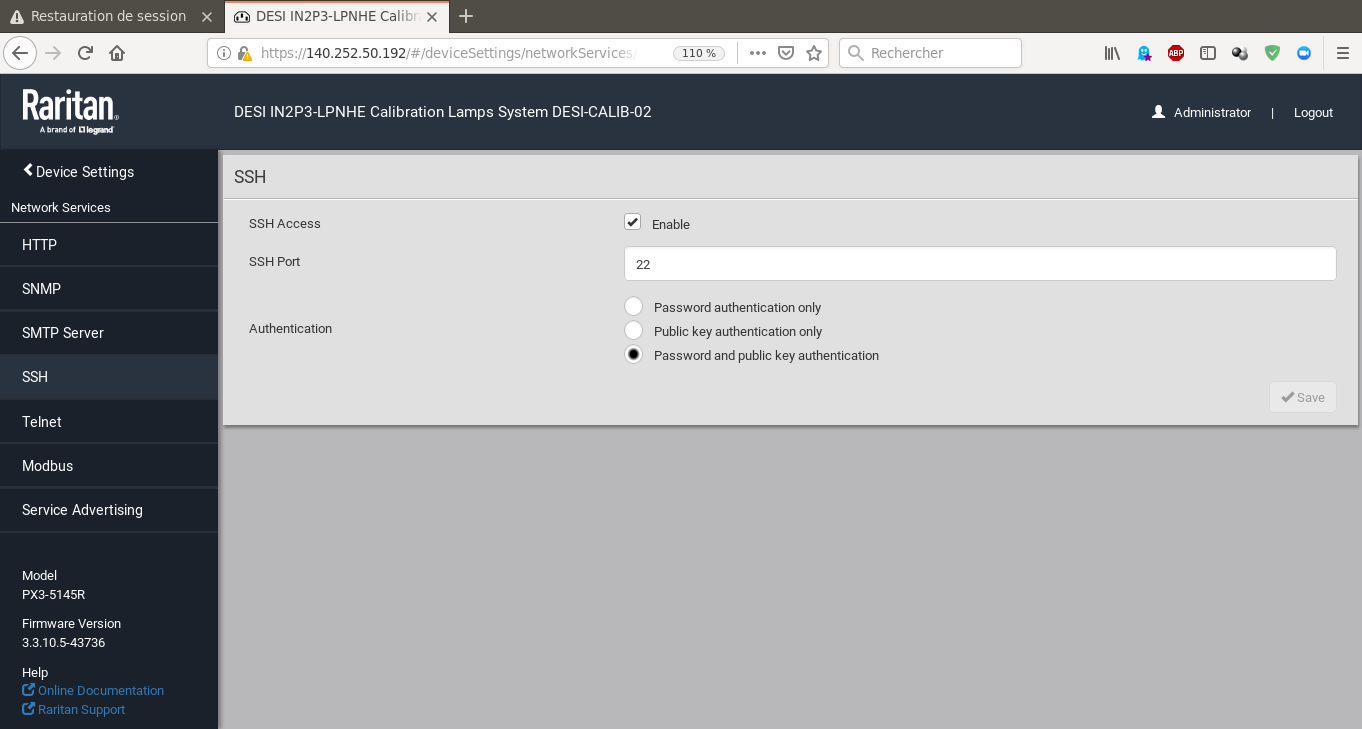 Restauration de session
DESI IN2P3-LPNHE Calibr
https://140.252.50.192/#/deviceSettings/networkServices/
110 %
Rechercher
ABP
Raritan.
A brand of legrand
DESI IN2P3-LPNHE Calibration Lamps System DESI-CALIB-02
Administrator | Logout
Device Settings
Network Services
HTTP
SNMP
SMTP Server
SSH
Telnet
Modbus
Service Advertising
Model
PX3-5145R
Firmware Version
3.3.10.5-43736
Help
Online Documentation
Raritan Support
SSH
SSH Access
Enable
SSH Port
22
Authentication
Password authentication only
Public key authentication only
Password and public key authentication
Save